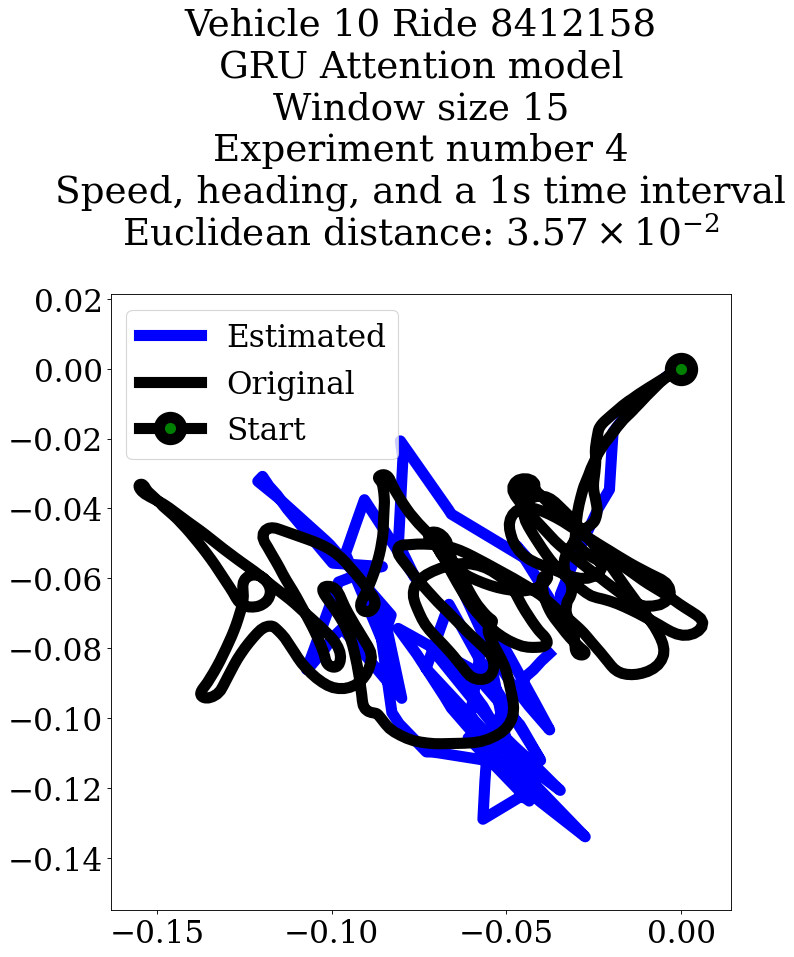 Vehicle 10 Ride 8412158
GRU Attention model
Window size 15
Experiment number 4
Speed, heading, and a 1s time interval
Euclidean distance: 3.57 × 10⁻²
Estimated
Original
Start
0.02
0.00
−0.02
−0.04
−0.06
−0.08
−0.10
−0.12
−0.14
−0.15 −0.10 −0.05 0.00